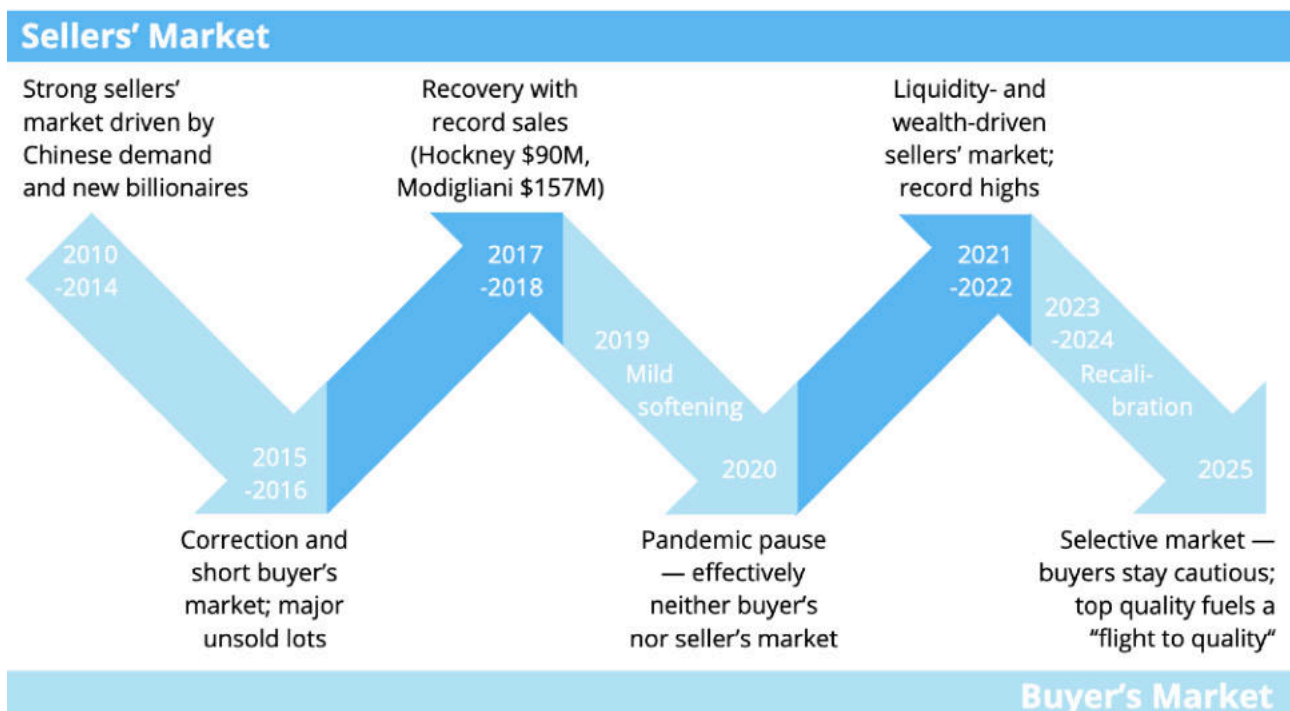 Sellers’ Market
Strong sellers’
market driven by
Chinese demand
and new billionaires
Recovery with
record sales
(Hockney $90M,
Modigliani $157M)
Liquidity- and
wealth-driven
sellers’ market;
record highs
2010
-2014
2017
-2018
2021
-2022
2019
Mild
softening
2023
-2024
Recali-
bration
2015
-2016
2020
2025
Correction and
short buyer’s
market; major
unsold lots
Pandemic pause
— effectively
neither buyer’s
nor seller’s market
Selective market —
buyers stay cautious;
top quality fuels a
“flight to quality“
Buyer’s Market